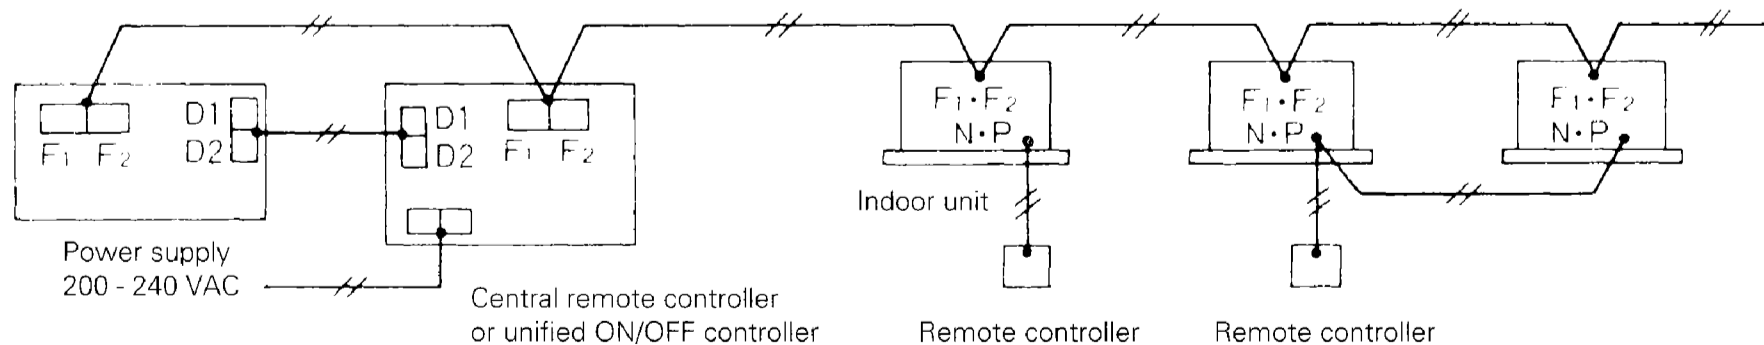 F1 F2
D1
D2
D1
D2
F1 F2
F1・F2
N・P
F1・F2
N・P
F1・F2
N・P
Indoor unit
Power supply
200 - 240 VAC
Central remote controller
or unified ON/OFF controller
Remote controller
Remote controller